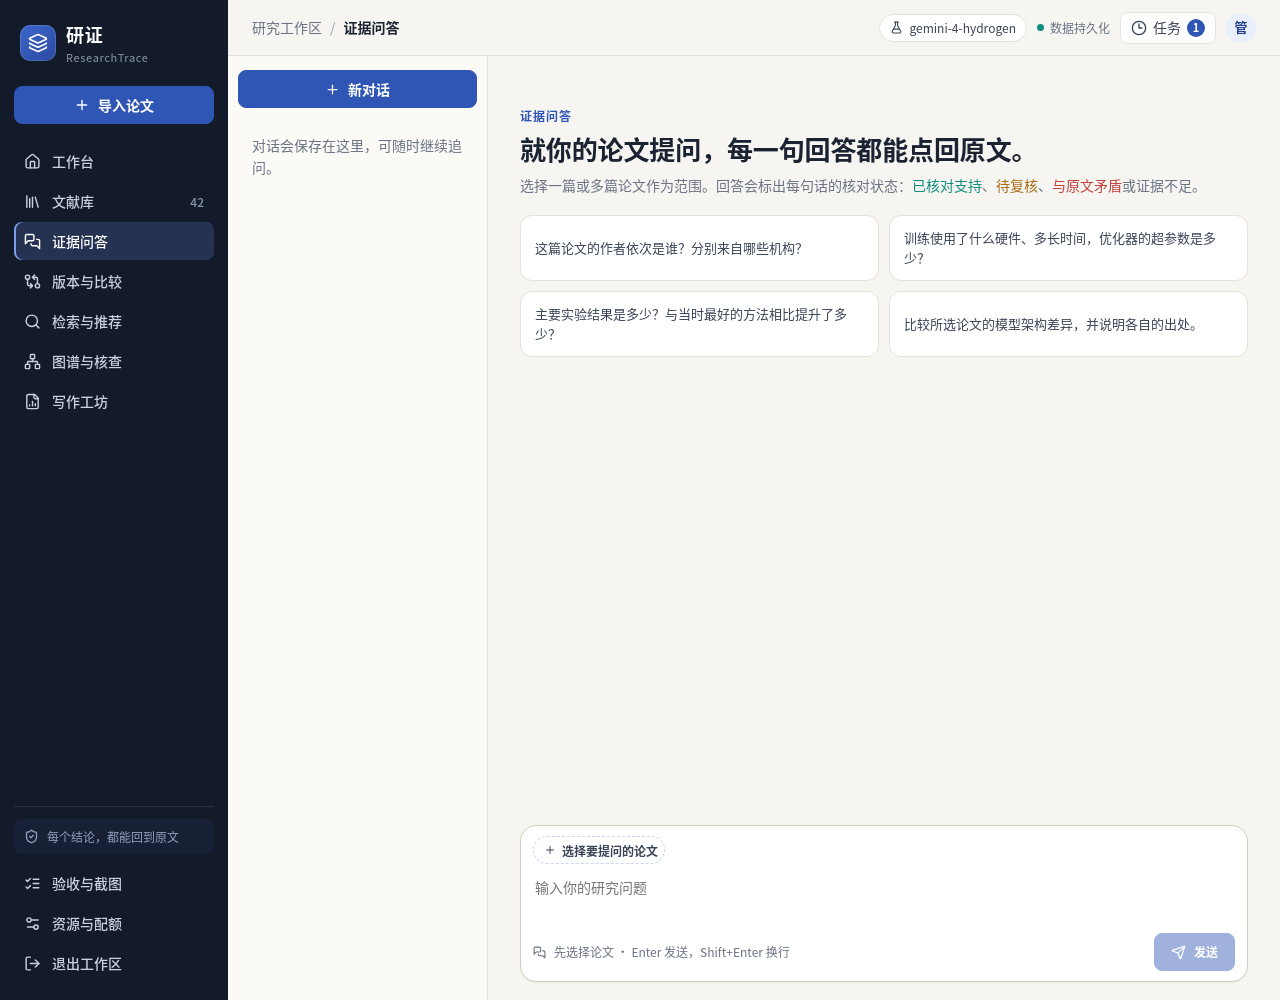 研证
ResearchTrace
导入论文
工作台
文献库 42
证据问答
版本与比较
检索与推荐
图谱与核查
写作工坊
每个结论，都能回到原文
验收与截图
资源与配额
退出工作区
研究工作区 / 证据问答
gemini-4-hydrogen
数据持久化
任务 1
管
新对话
对话会保存在这里，可随时继续追
问。
证据问答
就你的论文提问，每一句回答都能点回原文。
选择一篇或多篇论文作为范围。回答会标出每句话的核对状态：已核对支持、待复核、与原文矛盾或证据不足。
这篇论文的作者依次是谁？分别来自哪些机构？
训练使用了什么硬件、多长时间，优化器的超参数是多
少？
主要实验结果是多少？与当时最好的方法相比提升了多
少？
比较所选论文的模型架构差异，并说明各自的出处。
选择要提问的论文
输入你的研究问题
先选择论文 · Enter 发送，Shift+Enter 换行
发送